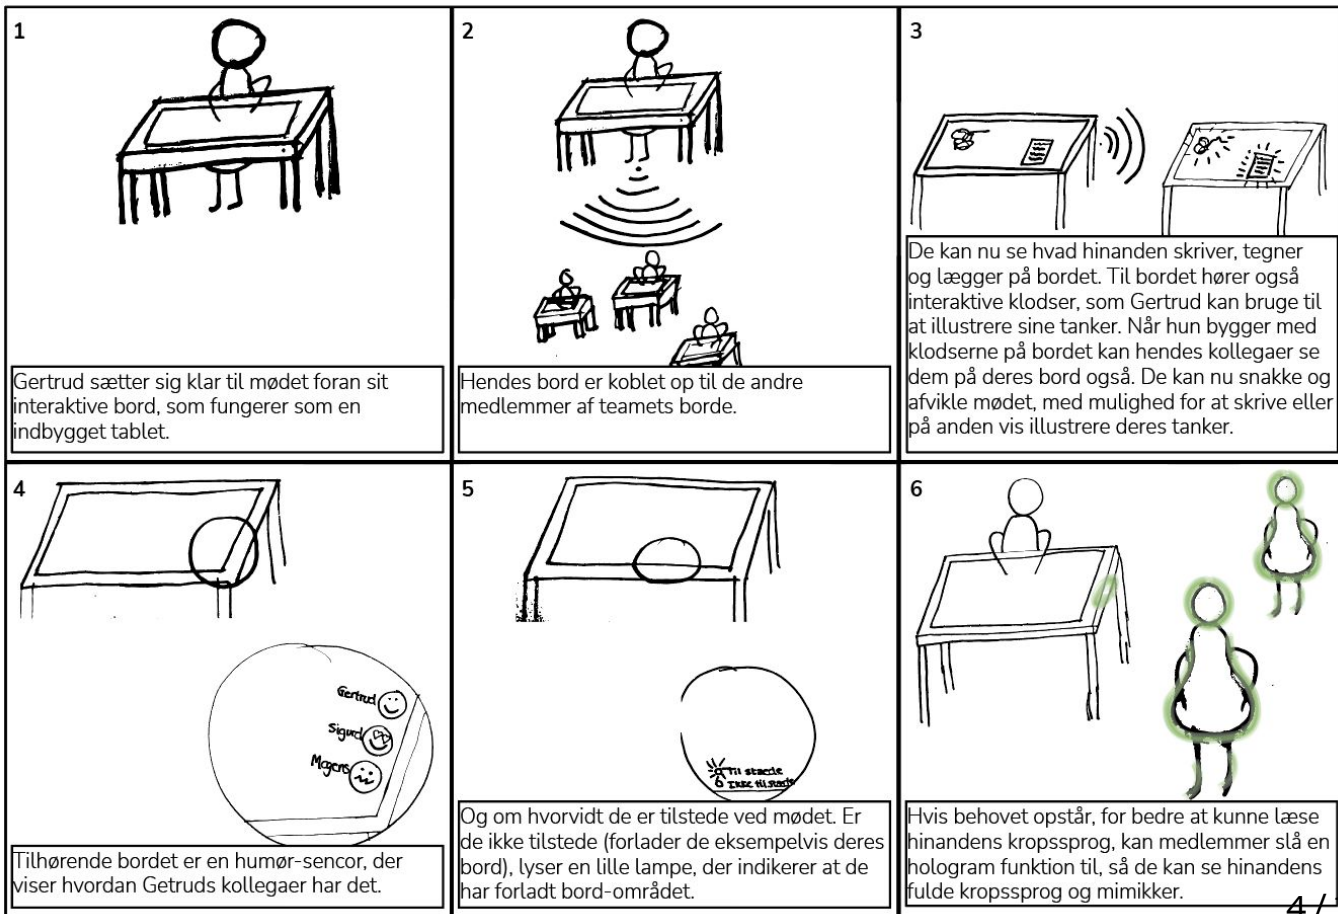 1
Gertrud sætter sig klar til mødet foran sit
interaktive bord, som fungerer som en
indbygget tablet.
2
Hendes bord er koblet op til de andre
medlemmer af teamets borde.
3
De kan nu se hvad hinanden skriver, tegner
og lægger på bordet. Til bordet hører også
interaktive klodser, som Gertrud kan bruge til
at illustrere sine tanker. Når hun bygger med
klodserne på bordet kan hendes kollegaer se
dem på deres bord også. De kan nu snakke og
afvikle mødet, med mulighed for at skrive eller
på anden vis illustrere deres tanker.
4
Gertrud
Sigurd
Mogens
Tilhørende bordet er en humør-sencor, der
viser hvordan Getruds kollegaer har det.
5
Til stæde
Ikke til stæde
Og om hvorvidt de er tilstede ved mødet. Er
de ikke tilstede (forlader de eksempelvis deres
bord), lyser en lille lampe, der indikerer at de
har forladt bord-området.
6
Hvis behovet opstår, for bedre at kunne læse
hinandens kropssprog, kan medlemmer slå en
hologram funktion til, så de kan se hinandens
fulde kropssprog og mimikker.
4/